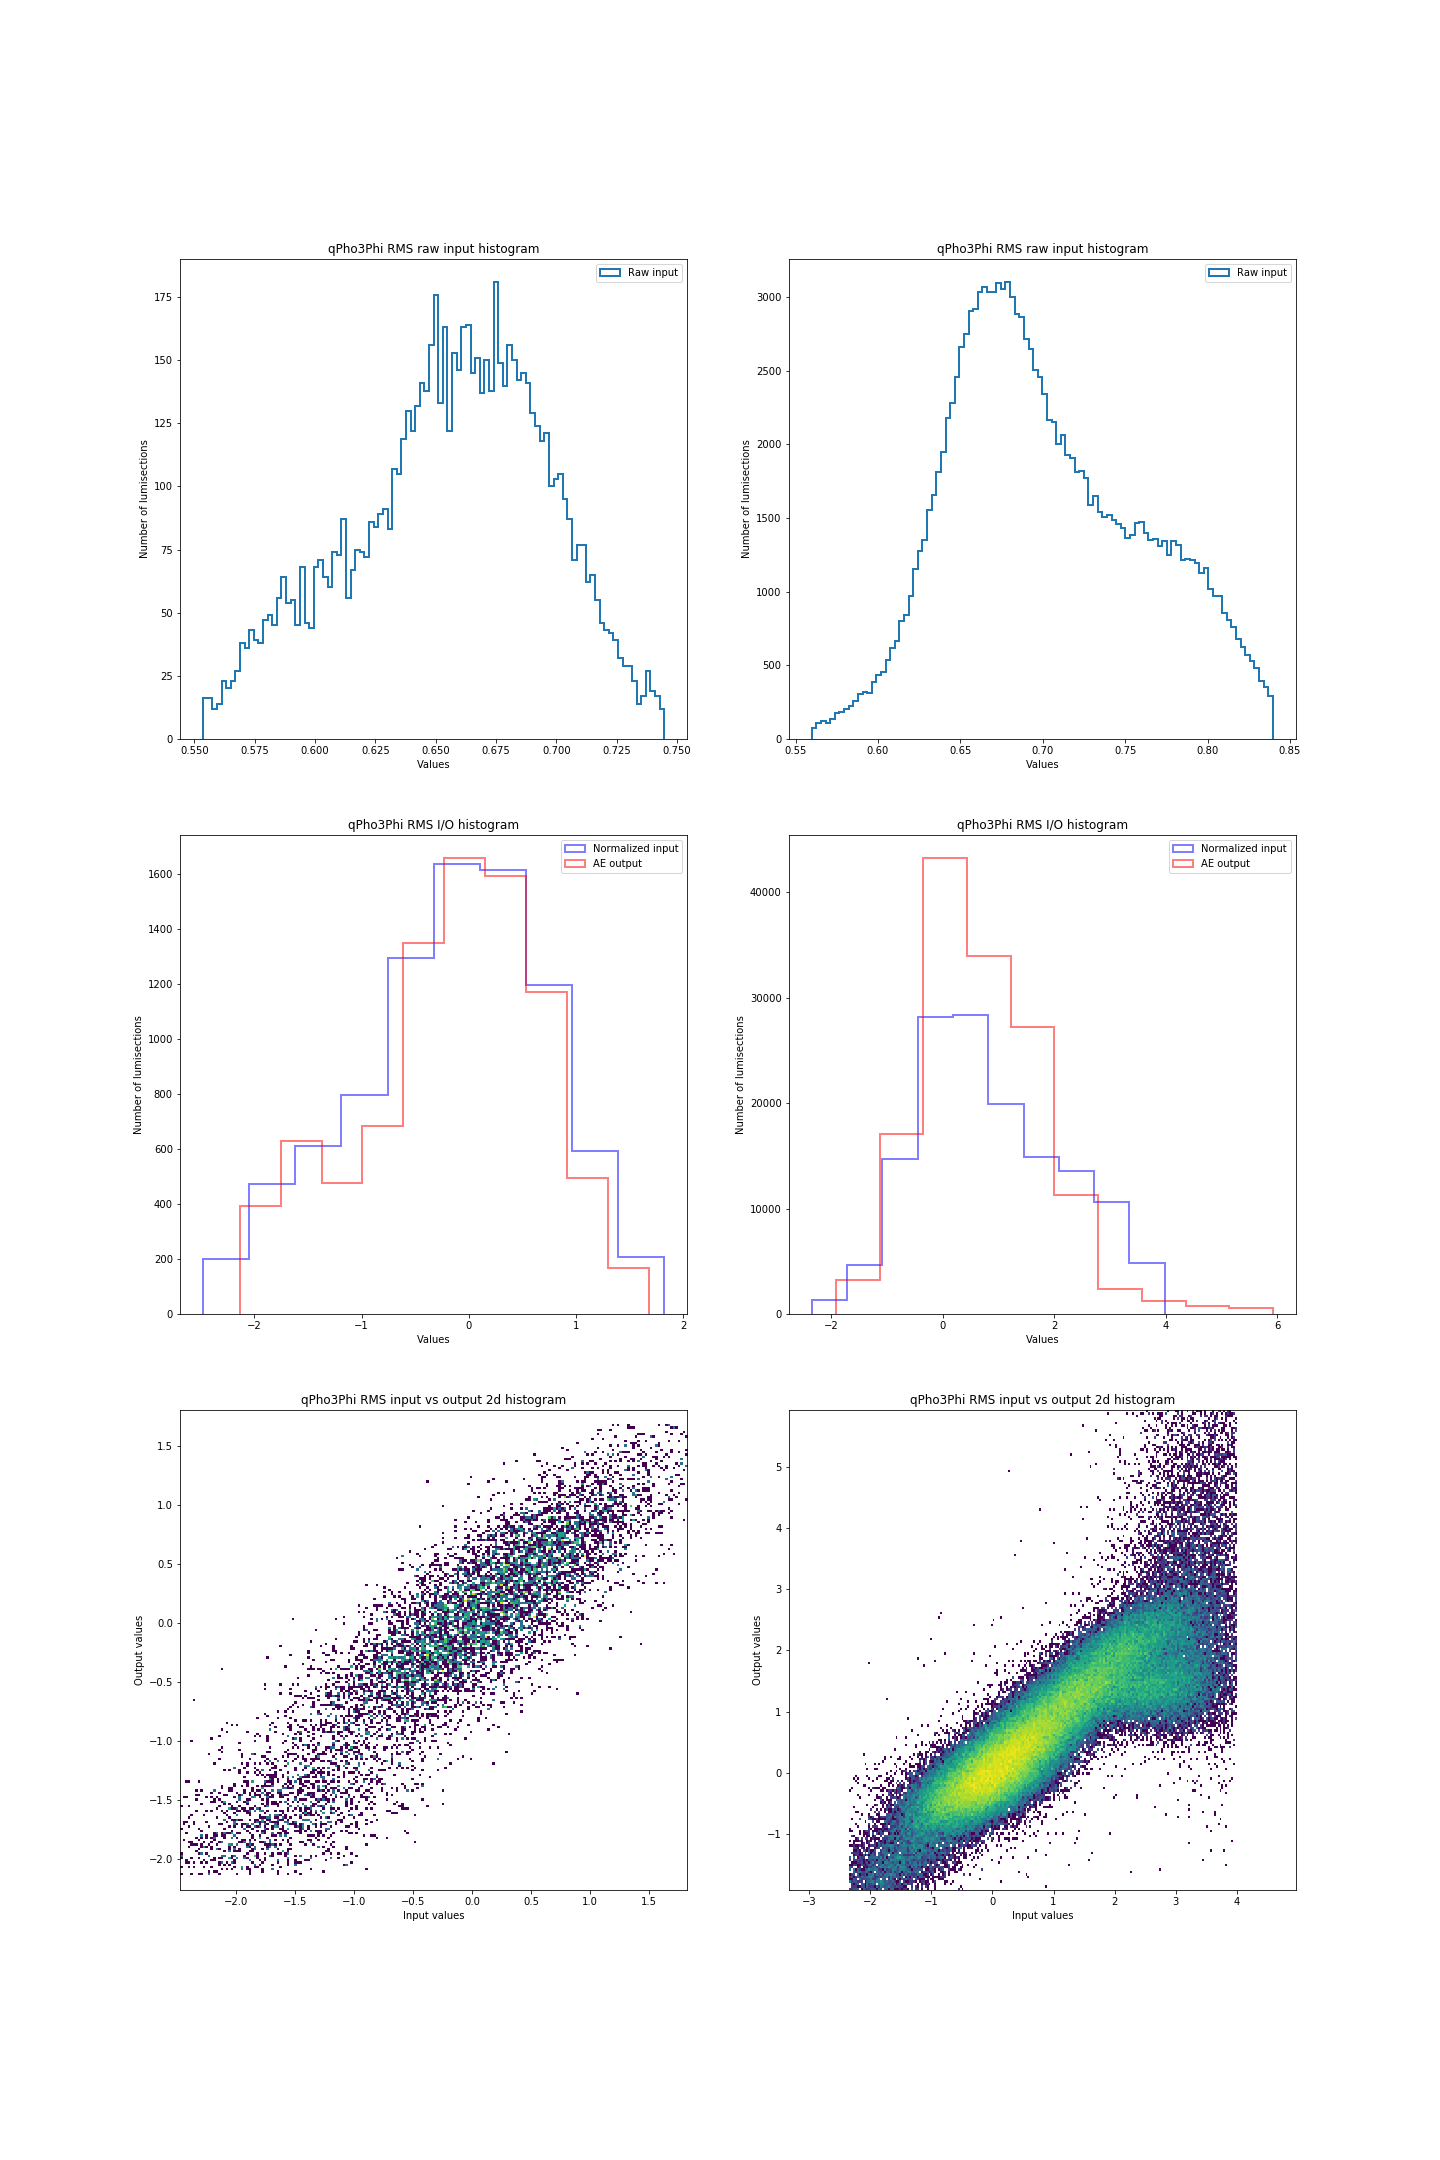 qPho3Phi RMS raw input histogram
Raw input
Number of lumisections
175
150
125
100
75
50
25
0
0.550 0.575 0.600 0.625 0.650 0.675 0.700 0.725 0.750
Values
qPho3Phi RMS raw input histogram
Raw input
Number of lumisections
3000
2500
2000
1500
1000
500
0
0.55 0.60 0.65 0.70 0.75 0.80 0.85
Values
qPho3Phi RMS I/O histogram
Normalized input
AE output
Number of lumisections
1600
1400
1200
1000
800
600
400
200
0
−2 −1 0 1 2
Values
qPho3Phi RMS I/O histogram
Normalized input
AE output
Number of lumisections
40000
30000
20000
10000
0
−2 0 2 4 6
Values
qPho3Phi RMS input vs output 2d histogram
Output values
1.5
1.0
0.5
0.0
−0.5
−1.0
−1.5
−2.0
−2.0 −1.5 −1.0 −0.5 0.0 0.5 1.0 1.5
Input values
qPho3Phi RMS input vs output 2d histogram
Output values
5
4
3
2
1
0
−1
−3 −2 −1 0 1 2 3 4
Input values